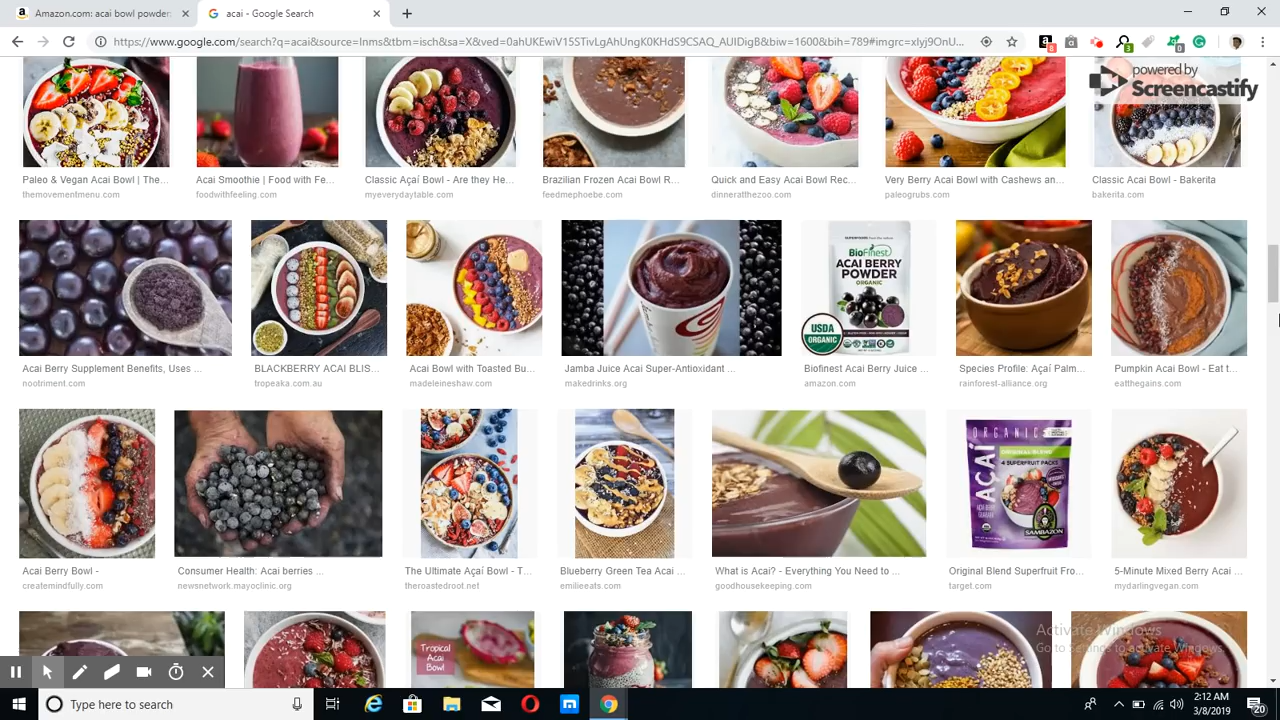 Amazon.com: acai bowl powder:
acai - Google Search
https://www.google.com/search?q=acai&source=lnms&tbm=isch&sa=X&ved=0ahUKEwiV15STivLgAhUngK0KHdS9CSAQ_AUIDigB&biw=1600&bih=789#imgrc=xlyj9OnU...
powered by
Screencastify
Paleo & Vegan Acai Bowl | The...
themovementmenu.com
Acai Smoothie | Food with Fe...
foodwithfeeling.com
Classic Açaí Bowl - Are they He...
myeverydaytable.com
Brazilian Frozen Acai Bowl R...
feedmephoebe.com
Quick and Easy Acai Bowl Rec...
dinneratthezoo.com
Very Berry Acai Bowl with Cashews an...
paleogrubs.com
Classic Acai Bowl - Bakerita
bakerita.com
BioFinest
ACAI BERRY
POWDER
ORGANIC
USDA
ORGANIC
Acai Berry Supplement Benefits, Uses ...
nootriment.com
BLACKBERRY ACAI BLIS...
tropeaka.com.au
Acai Bowl with Toasted Bu...
madeleineshaw.com
Jamba Juice Acai Super-Antioxidant ...
makedrinks.org
Biofinest Acai Berry Juice ...
amazon.com
Species Profile: Açaí Palm...
rainforest-alliance.org
Pumpkin Acai Bowl - Eat t...
eatthegains.com
ORGANIC
AÇAÍ
ORIGINAL BLEND
4 SUPERFRUIT PACKS
SAMBAZON
Acai Berry Bowl -
createmindfully.com
Consumer Health: Acai berries ...
newsnetwork.mayoclinic.org
The Ultimate Açaí Bowl - T...
theroastedroot.net
Blueberry Green Tea Acai ...
emilieeats.com
What is Acai? - Everything You Need to ...
goodhousekeeping.com
Original Blend Superfruit Fro...
target.com
5-Minute Mixed Berry Acai ...
mydarlingvegan.com
Tropical
Acai
Bowl
Activate Windows
Go to Settings to activate Windows.
Type here to search
2:12 AM
3/8/2019
20